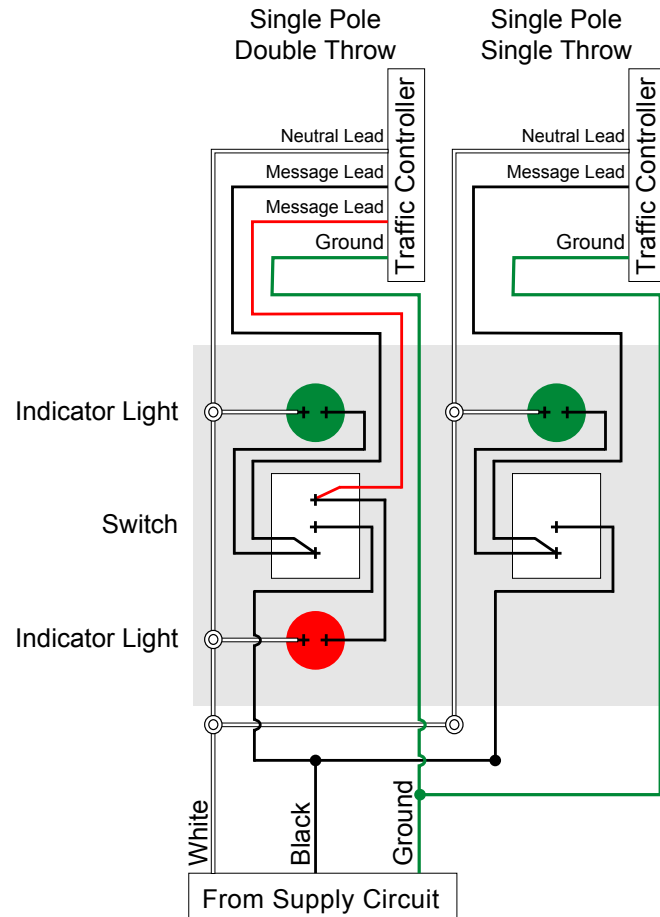 Single Pole
Double Throw
Single Pole
Single Throw
Traffic Controller
Neutral Lead
Message Lead
Message Lead
Ground
Traffic Controller
Neutral Lead
Message Lead
Ground
Indicator Light
Switch
Indicator Light
White
Black
Ground
From Supply Circuit